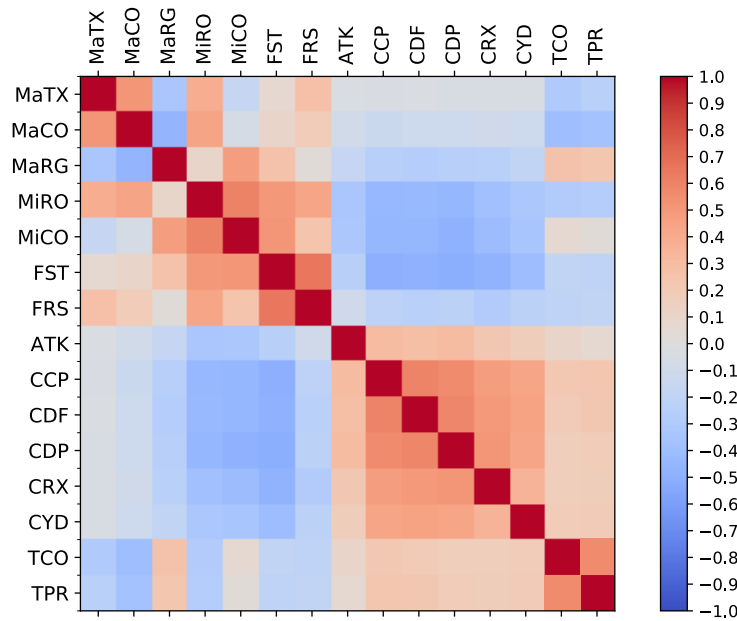 MaTX MaCO MaRG MiRO MiCO FST FRS ATK CCP CDF CDP CRX CYD TCO TPR
MaTX
MaCO
MaRG
MiRO
MiCO
FST
FRS
ATK
CCP
CDF
CDP
CRX
CYD
TCO
TPR
1.0
0.9
0.8
0.7
0.6
0.5
0.4
0.3
0.2
0.1
0.0
−0.1
−0.2
−0.3
−0.4
−0.5
−0.6
−0.7
−0.8
−0.9
−1.0